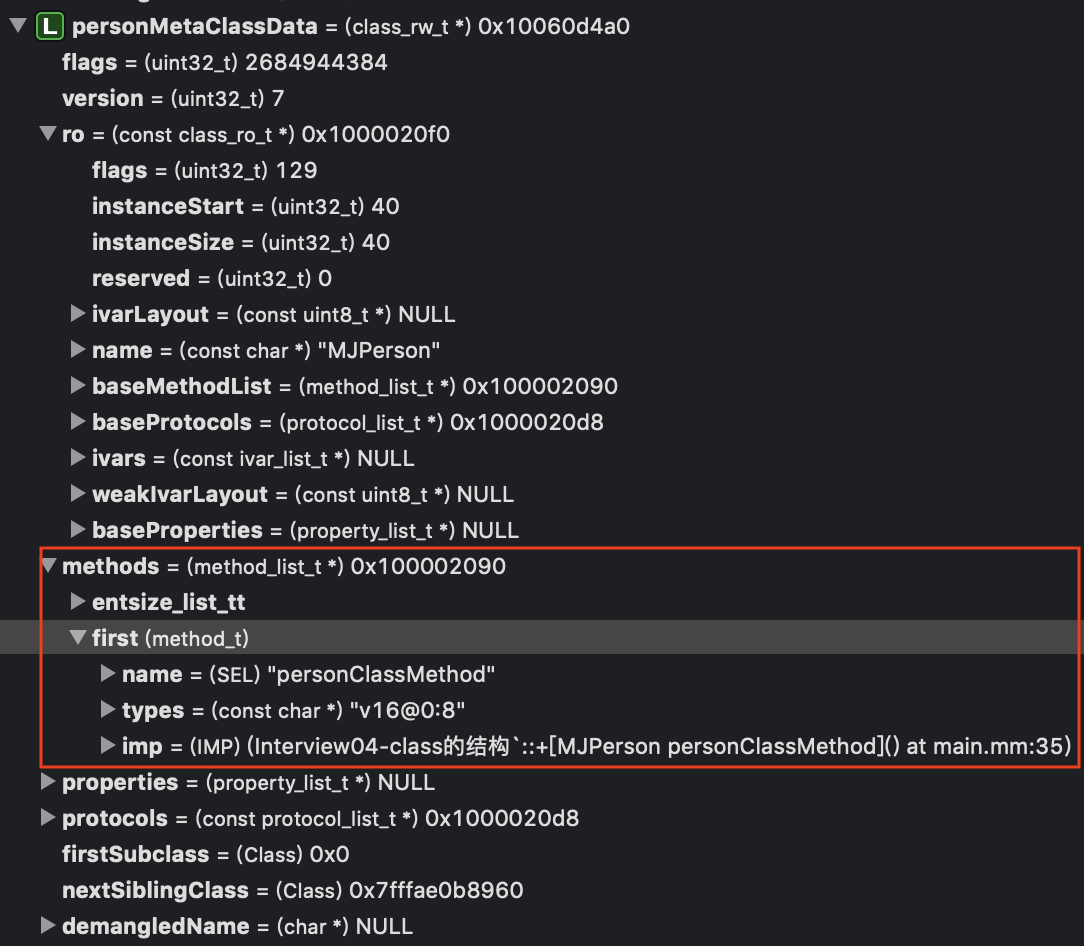 L personMetaClassData = (class_rw_t *) 0x10060d4a0
flags = (uint32_t) 2684944384
version = (uint32_t) 7
ro = (const class_ro_t *) 0x1000020f0
flags = (uint32_t) 129
instanceStart = (uint32_t) 40
instanceSize = (uint32_t) 40
reserved = (uint32_t) 0
ivarLayout = (const uint8_t *) NULL
name = (const char *) "MJPerson"
baseMethodList = (method_list_t *) 0x100002090
baseProtocols = (protocol_list_t *) 0x1000020d8
ivars = (const ivar_list_t *) NULL
weakIvarLayout = (const uint8_t *) NULL
baseProperties = (property_list_t *) NULL
methods = (method_list_t *) 0x100002090
entsize_list_tt
first (method_t)
name = (SEL) "personClassMethod"
types = (const char *) "v16@0:8"
imp = (IMP) (Interview04-class的结构`::+[MJPerson personClassMethod]() at main.mm:35)
properties = (property_list_t *) NULL
protocols = (const protocol_list_t *) 0x1000020d8
firstSubclass = (Class) 0x0
nextSiblingClass = (Class) 0x7fffae0b8960
demangledName = (char *) NULL